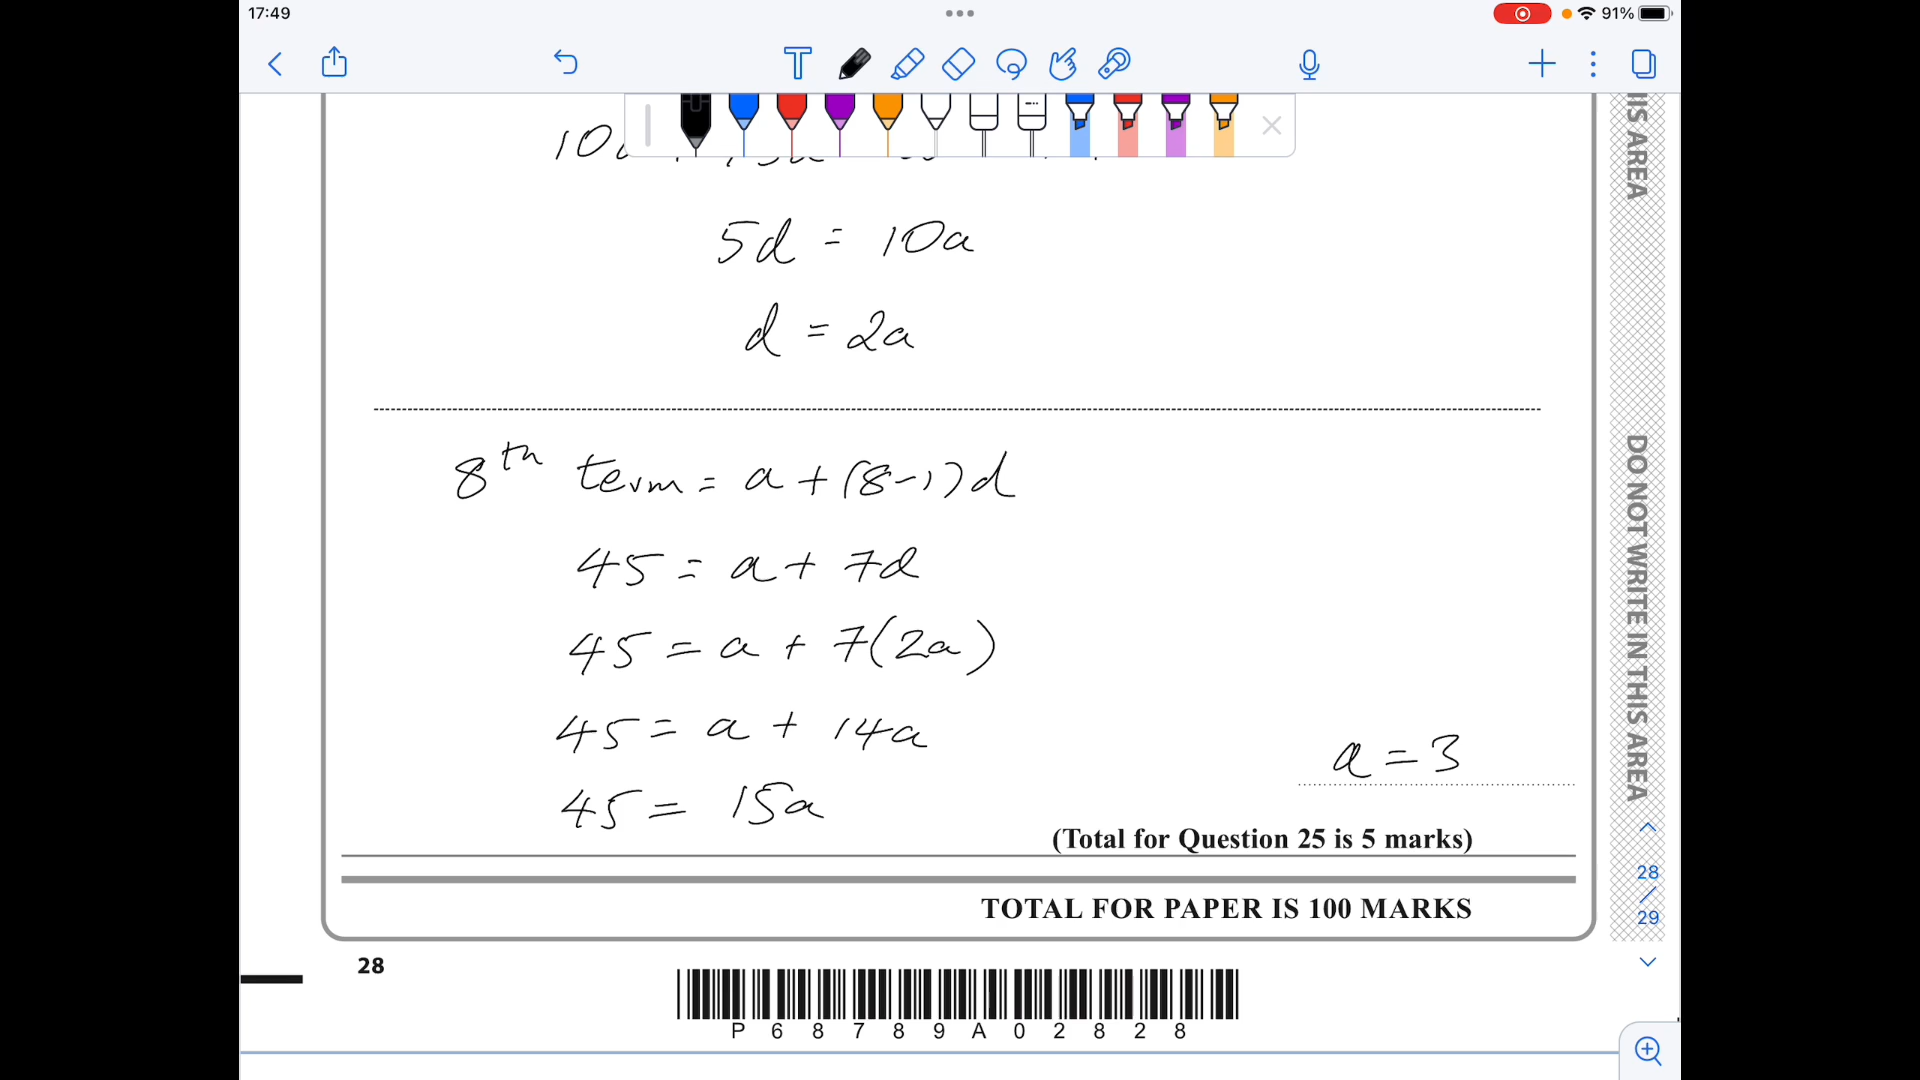 17:49
91%
5d = 10a
d = 2a
8th term = a + (8-1)d
45 = a + 7d
45 = a + 7(2a)
45 = a + 14a
45 = 15a
a = 3
(Total for Question 25 is 5 marks)
TOTAL FOR PAPER IS 100 MARKS
28
P 6 8 7 8 9 A 0 2 8 2 8
IS AREA
DO NOT WRITE IN THIS AREA
28
/
29